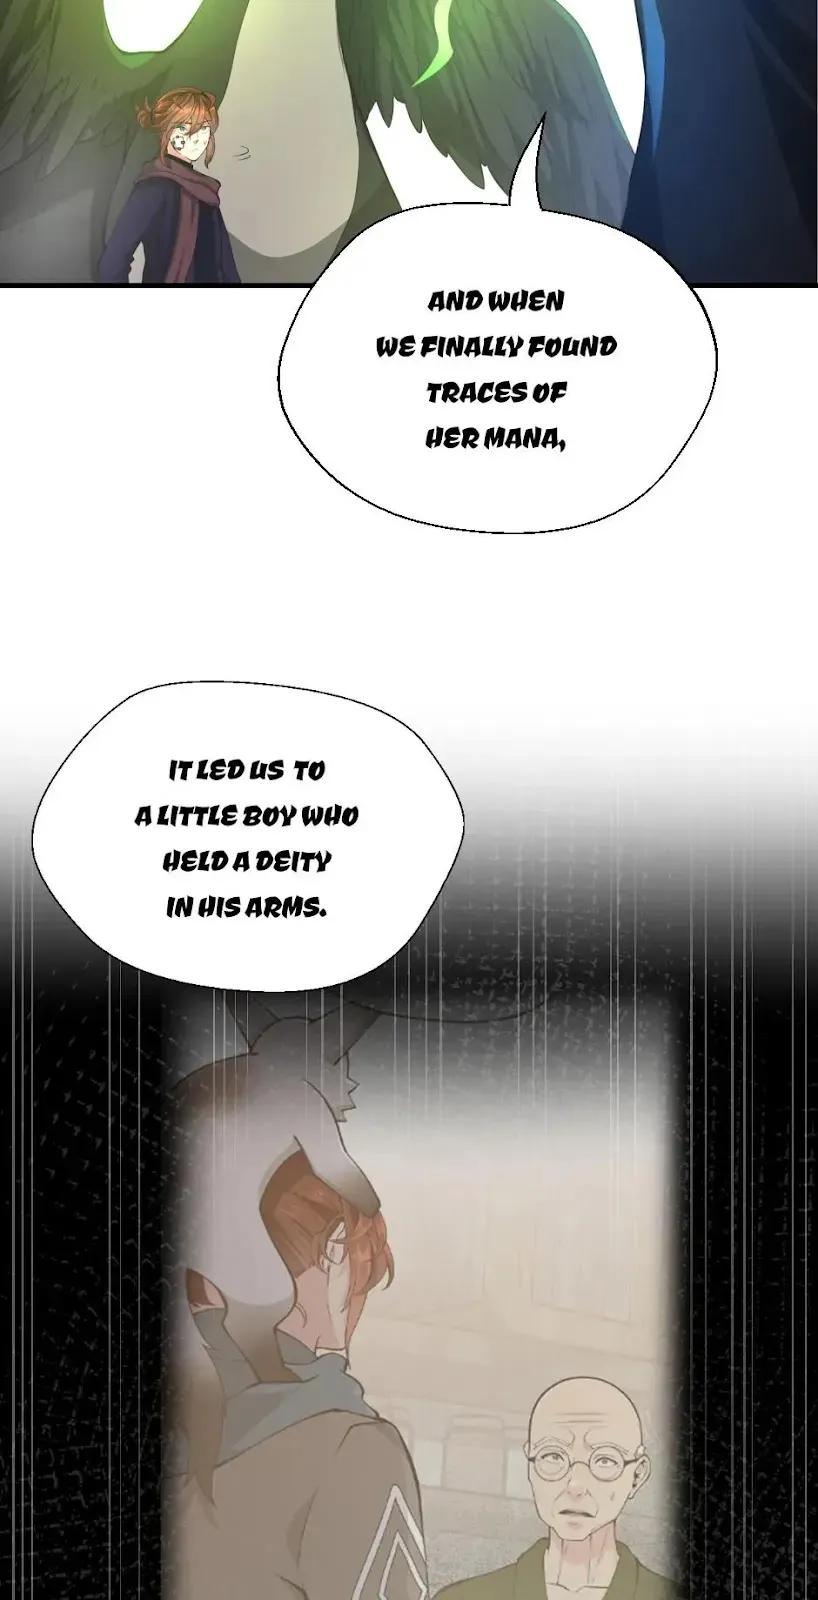 AND WHEN
WE FINALLY FOUND
TRACES OF
HER MANA,
IT LED US TO
A LITTLE BOY WHO
HELD A DEITY
IN HIS ARMS.